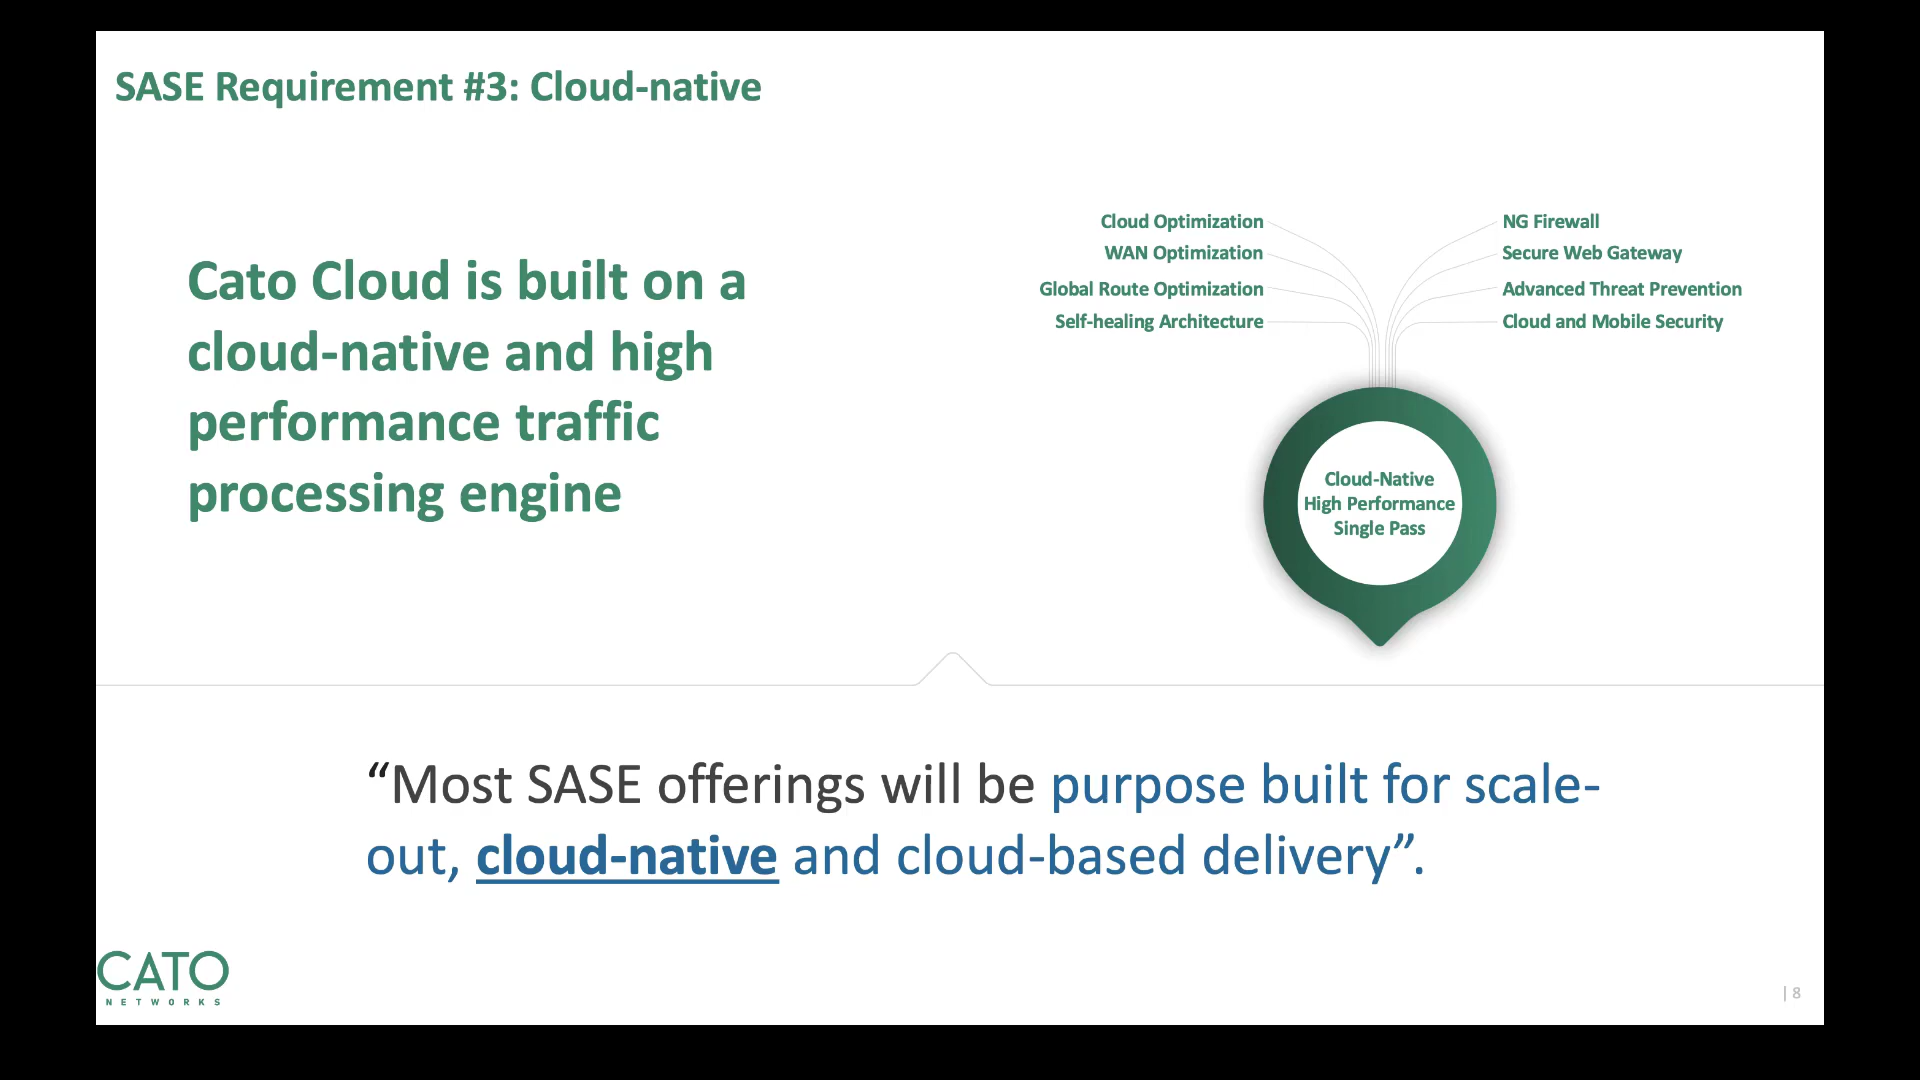 SASE Requirement #3: Cloud-native
Cato Cloud is built on a
cloud-native and high
performance traffic
processing engine
Cloud Optimization
WAN Optimization
Global Route Optimization
Self-healing Architecture
NG Firewall
Secure Web Gateway
Advanced Threat Prevention
Cloud and Mobile Security
Cloud-Native
High Performance
Single Pass
“Most SASE offerings will be purpose built for scale-
out, cloud-native and cloud-based delivery”.
CATO
NETWORKS
| 8